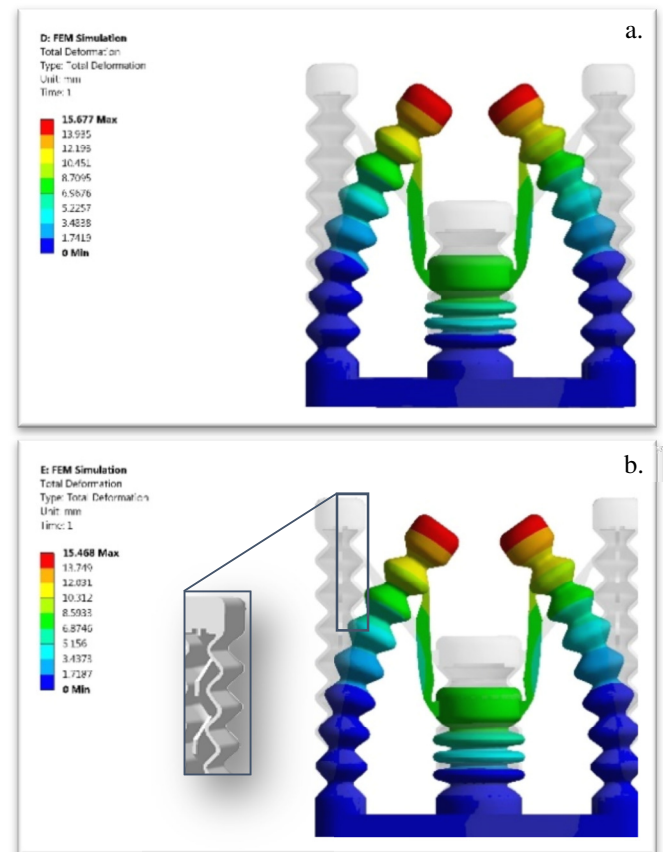 a.
D: FEM Simulation
Total Deformation
Type: Total Deformation
Unit: mm
Time: 1
15.677 Max
13.935
12.193
10.451
8.7095
6.9676
5.2257
3.4838
1.7419
0 Min
b.
E: FEM Simulation
Total Deformation
Type: Total Deformation
Unit: mm
Time: 1
15.468 Max
13.749
12.031
10.312
8.5933
6.8746
5.156
3.4373
1.7187
0 Min